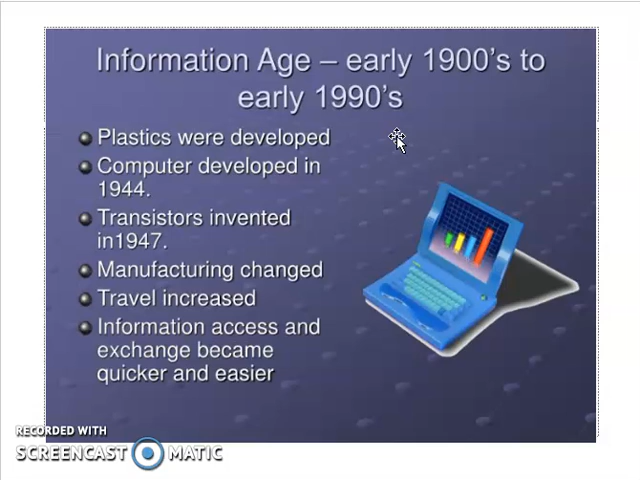 Information Age – early 1900's to
early 1990's
Plastics were developed
Computer developed in
1944.
Transistors invented
in1947.
Manufacturing changed
Travel increased
Information access and
exchange became
quicker and easier
RECORDED WITH
SCREENCAST MATIC